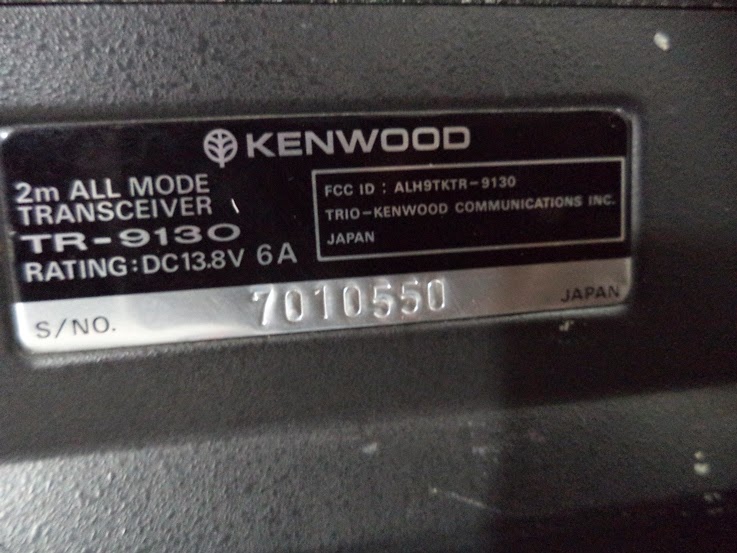 KENWOOD
2m ALL MODE
TRANSCEIVER
TR-9130
RATING:DC13.8V 6A
FCC ID : ALH9TKTR-9130
TRIO-KENWOOD COMMUNICATIONS INC.
JAPAN
S/NO. 7010550 JAPAN